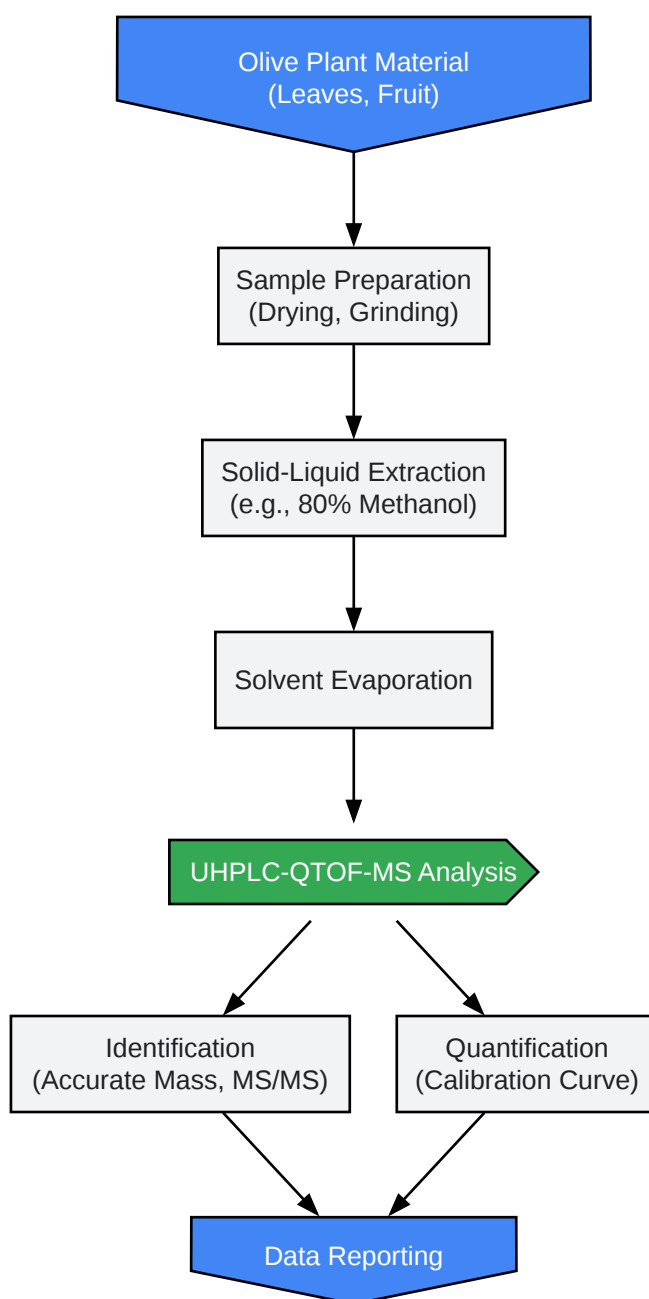 Olive Plant Material
(Leaves, Fruit)
Sample Preparation
(Drying, Grinding)
Solid-Liquid Extraction
(e.g., 80% Methanol)
Solvent Evaporation
UHPLC-QTOF-MS Analysis
Identification
(Accurate Mass, MS/MS)
Quantification
(Calibration Curve)
Data Reporting